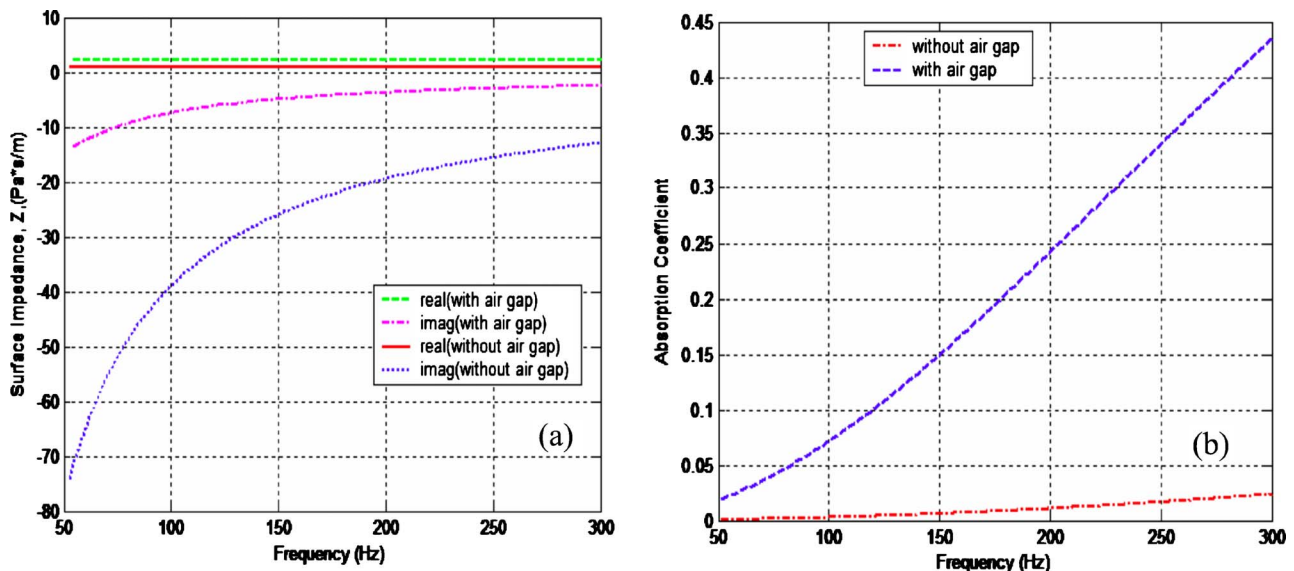 10
0
-10
-20
-30
-40
-50
-60
-70
-80
50
100
150
200
250
300
Surface Impedance, Z,(Pa*s/m)
Frequency (Hz)
real(with air gap)
imag(with air gap)
real(without air gap)
imag(without air gap)
(a)
0.45
0.4
0.35
0.3
0.25
0.2
0.15
0.1
0.05
0
50
100
150
200
250
300
Absorption Coefficient
Frequency (Hz)
without air gap
with air gap
(b)